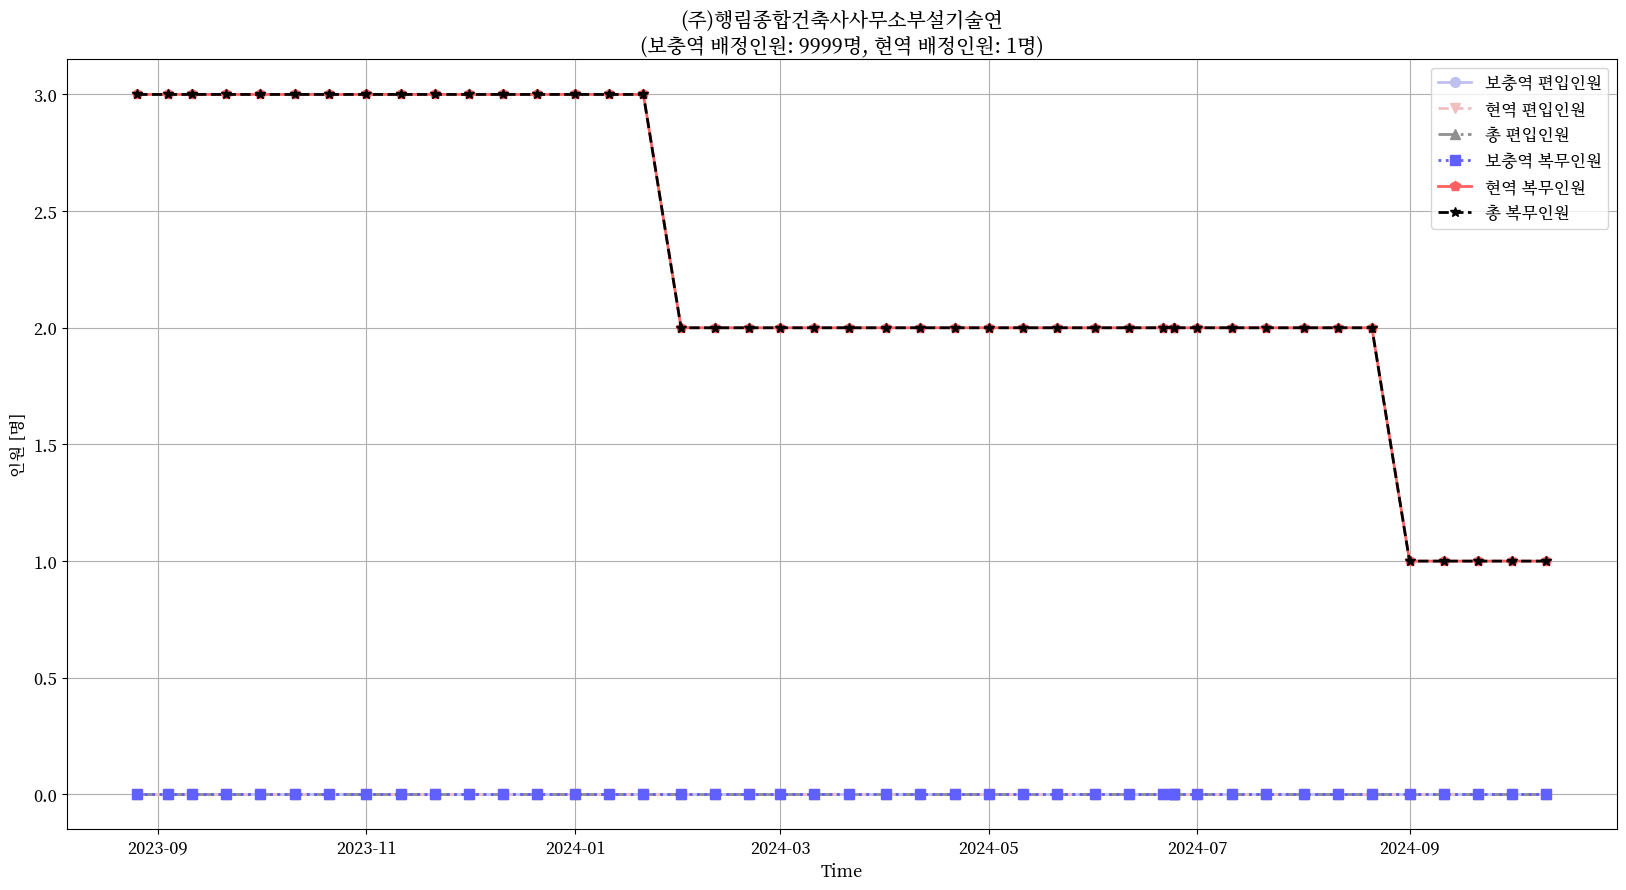 (주)행림종합건축사사무소부설기술연
(보충역 배정인원: 9999명, 현역 배정인원: 1명)
보충역 편입인원
현역 편입인원
총 편입인원
보충역 복무인원
현역 복무인원
총 복무인원
인원 [명]
3.0
2.5
2.0
1.5
1.0
0.5
0.0
2023-09
2023-11
2024-01
2024-03
2024-05
2024-07
2024-09
Time